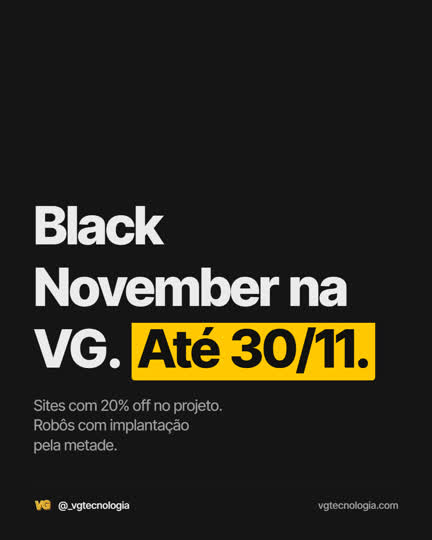 Black
November na
VG. Até 30/11.
Sites com 20% off no projeto.
Robôs com implantação
pela metade.
VG @_vgtecnologia vgtecnologia.com